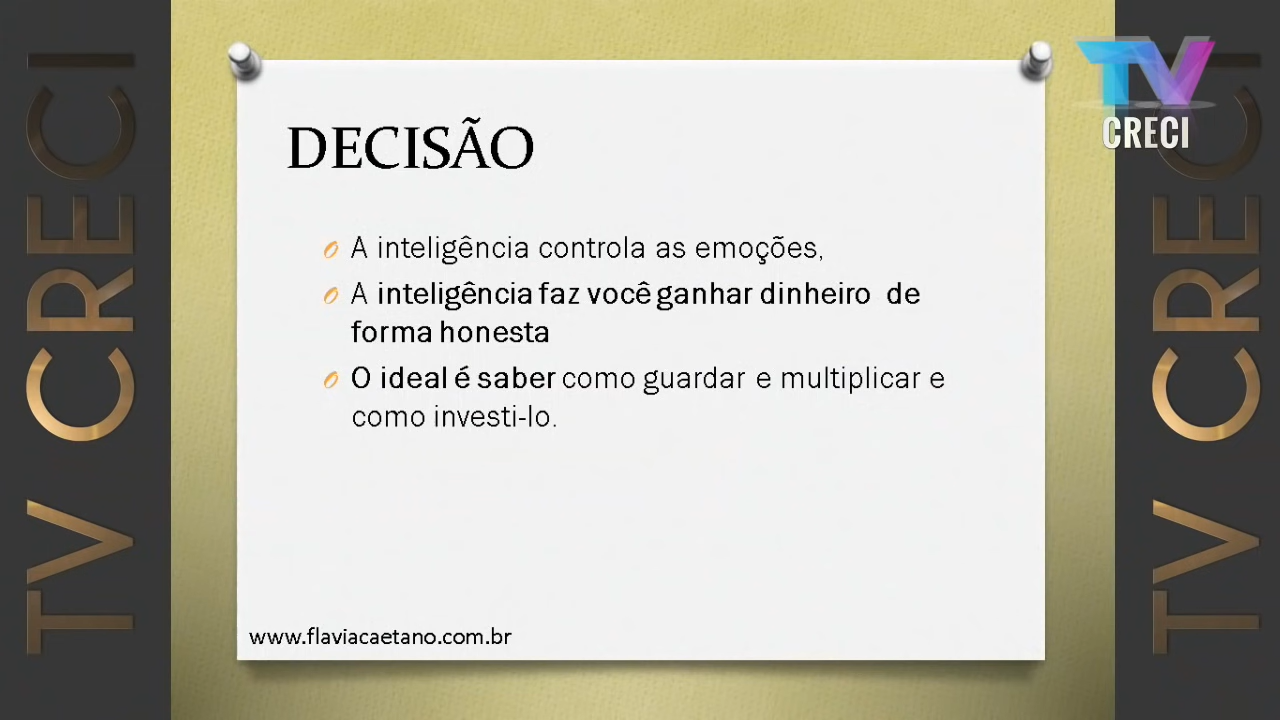 TV CRECI
TV
CRECI
DECISÃO
A inteligência controla as emoções,
A inteligência faz você ganhar dinheiro de
forma honesta
O ideal é saber como guardar e multiplicar e
como investi-lo.
www.flaviacaetano.com.br
TV CRECI